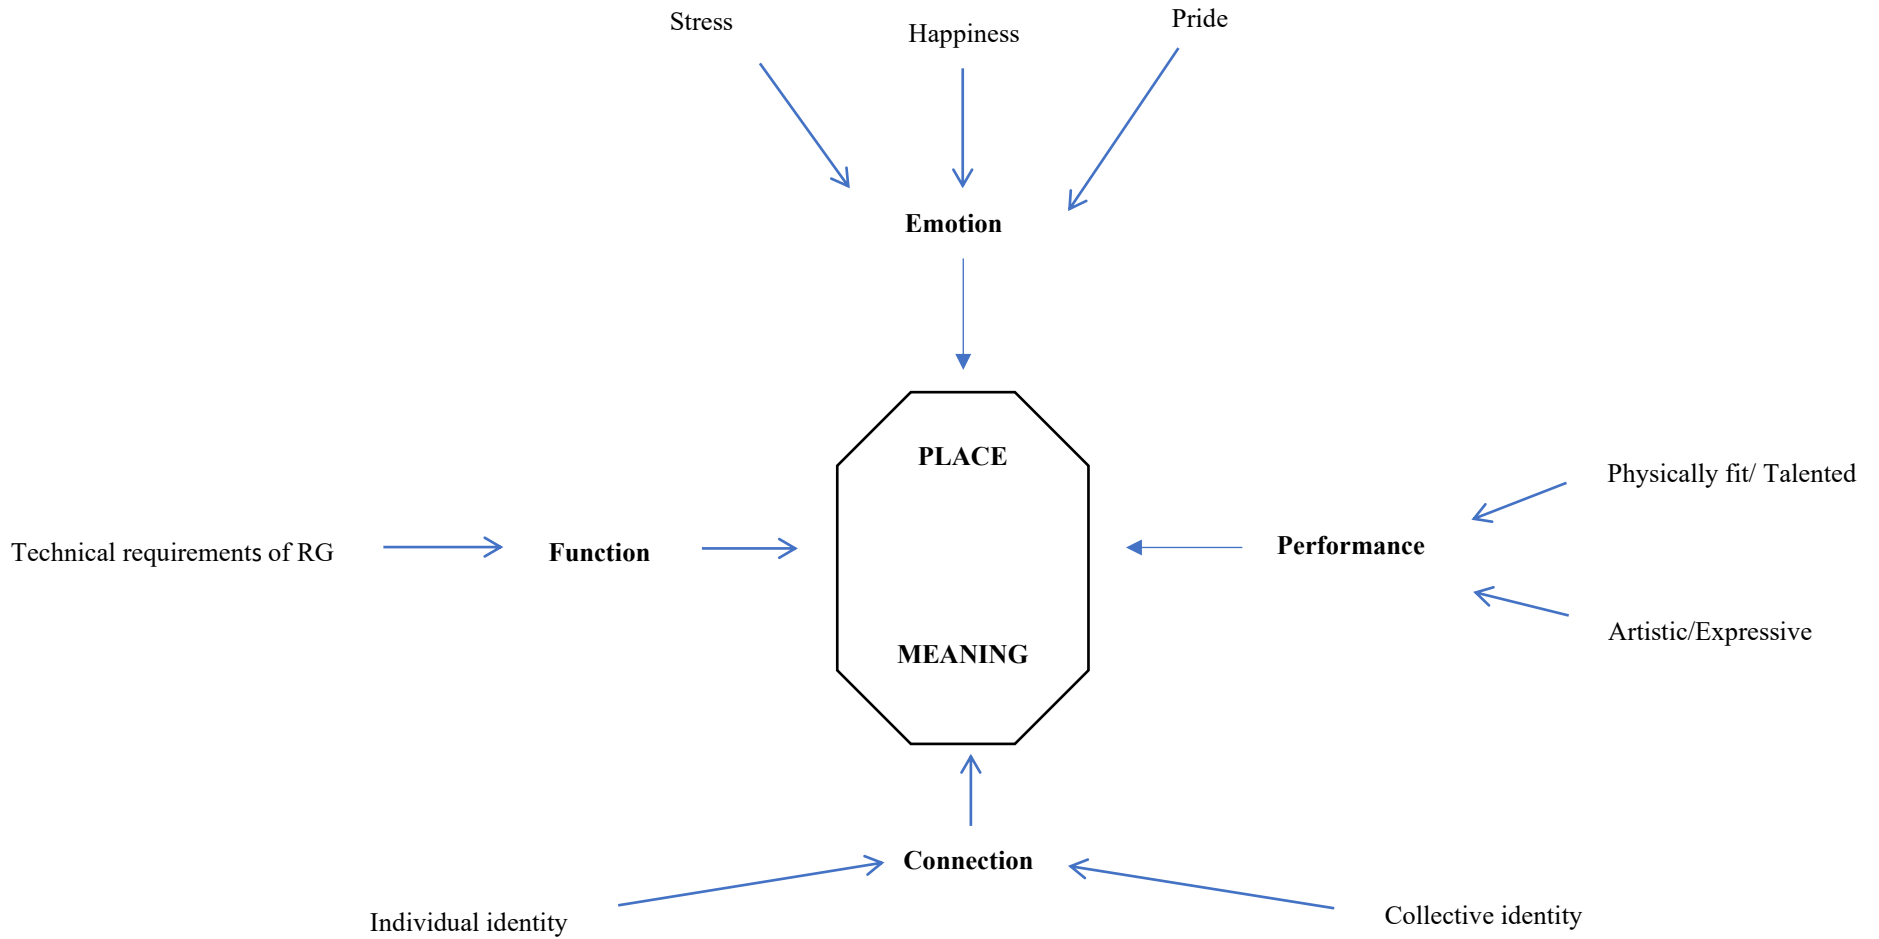 Stress
Happiness
Pride
Emotion
PLACE
Physically fit/ Talented
Technical requirements of RG
Function
Performance
Artistic/Expressive
MEANING
Connection
Individual identity
Collective identity